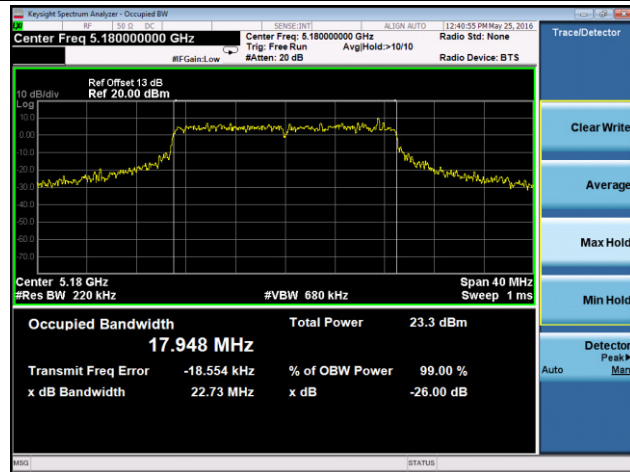 Keysight Spectrum Analyzer - Occupied BW
RF 50 Ω DC SENSE:INT ALIGN AUTO 12:40:55 PM May 25, 2016
Center Freq 5.180000000 GHz
Center Freq: 5.180000000 GHz
Radio Std: None
Trig: Free Run Avg|Hold:>10/10
#IFGain:Low #Atten: 20 dB Radio Device: BTS
Trace/Detector
Ref Offset 13 dB
10 dB/div Ref 20.00 dBm
Log
10.0
0.00
-10.0
-20.0
-30.0
-40.0
-50.0
-60.0
-70.0
Center 5.18 GHz Span 40 MHz
#Res BW 220 kHz #VBW 680 kHz Sweep 1 ms
Occupied Bandwidth Total Power 23.3 dBm
17.948 MHz
Transmit Freq Error -18.554 kHz % of OBW Power 99.00 %
x dB Bandwidth 22.73 MHz x dB -26.00 dB
Clear Write
Average
Max Hold
Min Hold
Detector
Peak▶
Auto Man
MSG STATUS